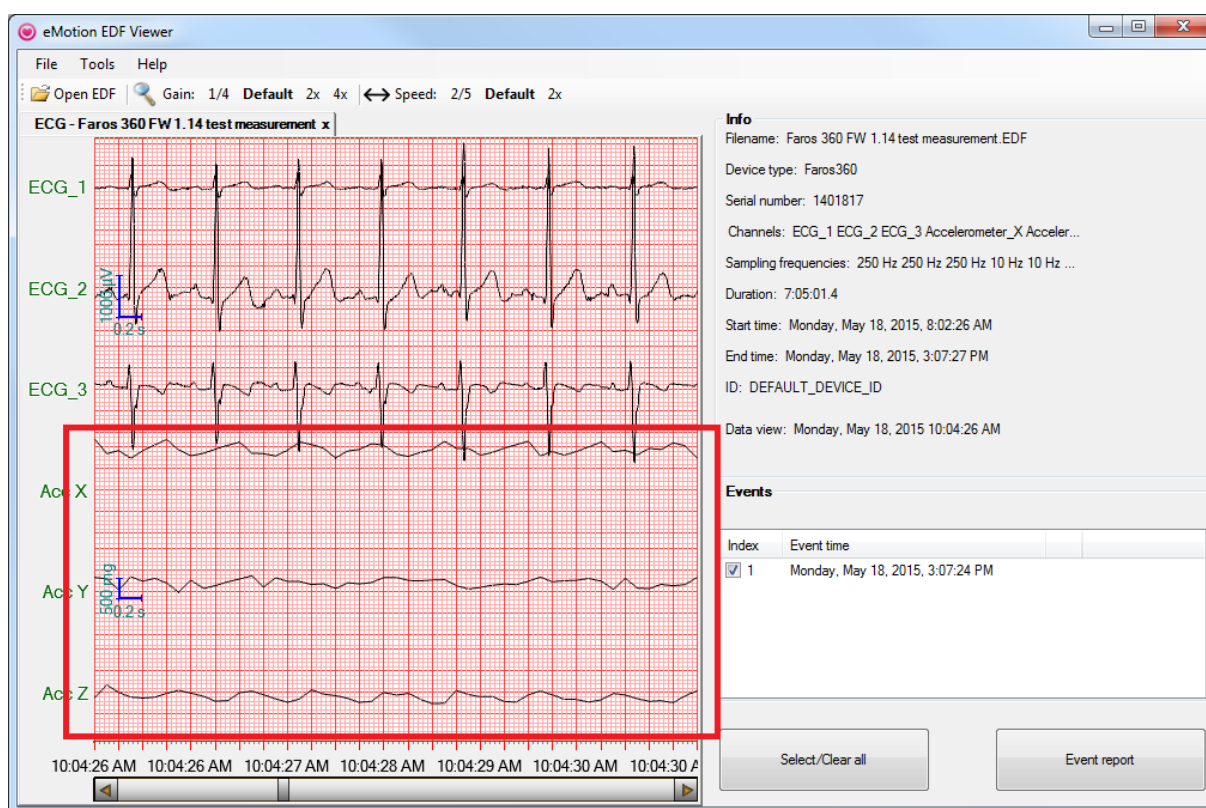 eMotion EDF Viewer
File Tools Help
Open EDF Gain: 1/4 Default 2x 4x Speed: 2/5 Default 2x
ECG - Faros 360 FW 1.14 test measurement x
ECG_1
ECG_2
1000 µV
0.2 s
ECG_3
Acc X
Acc Y
500 mg
0.2 s
Acc Z
10:04:26 AM 10:04:26 AM 10:04:27 AM 10:04:28 AM 10:04:29 AM 10:04:30 AM 10:04:30 A
Info
Filename: Faros 360 FW 1.14 test measurement.EDF
Device type: Faros360
Serial number: 1401817
Channels: ECG_1 ECG_2 ECG_3 Accelerometer_X Acceler...
Sampling frequencies: 250 Hz 250 Hz 250 Hz 10 Hz 10 Hz ...
Duration: 7:05:01.4
Start time: Monday, May 18, 2015, 8:02:26 AM
End time: Monday, May 18, 2015, 3:07:27 PM
ID: DEFAULT_DEVICE_ID
Data view: Monday, May 18, 2015 10:04:26 AM
Events
Index Event time
1 Monday, May 18, 2015, 3:07:24 PM
Select/Clear all Event report